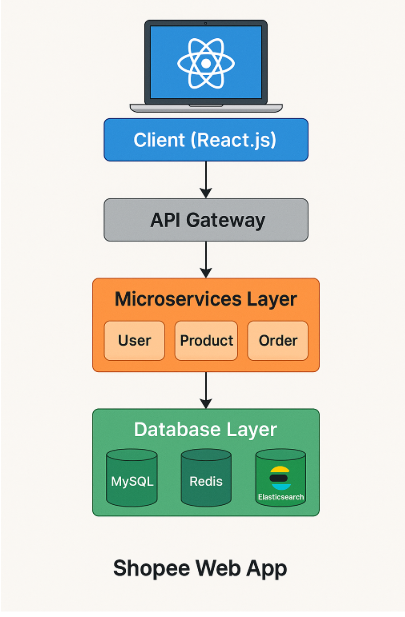 Client (React.js)
API Gateway
Microservices Layer
User
Product
Order
Database Layer
MySQL
Redis
Elasticsearch
Shopee Web App